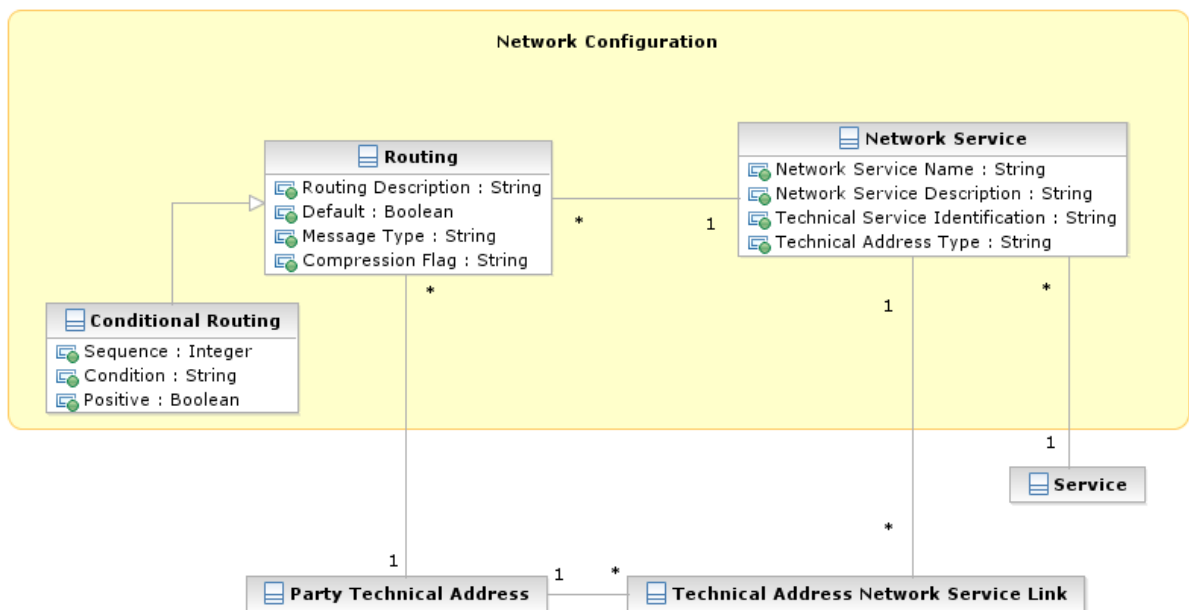 Network Configuration
Network Service
Network Service Name : String
Network Service Description : String
Technical Service Identification : String
Technical Address Type : String
Routing
Routing Description : String
Default : Boolean
Message Type : String
Compression Flag : String
*
1
*
1
*
Conditional Routing
Sequence : Integer
Condition : String
Positive : Boolean
1
Service
*
1
1
*
Party Technical Address
Technical Address Network Service Link